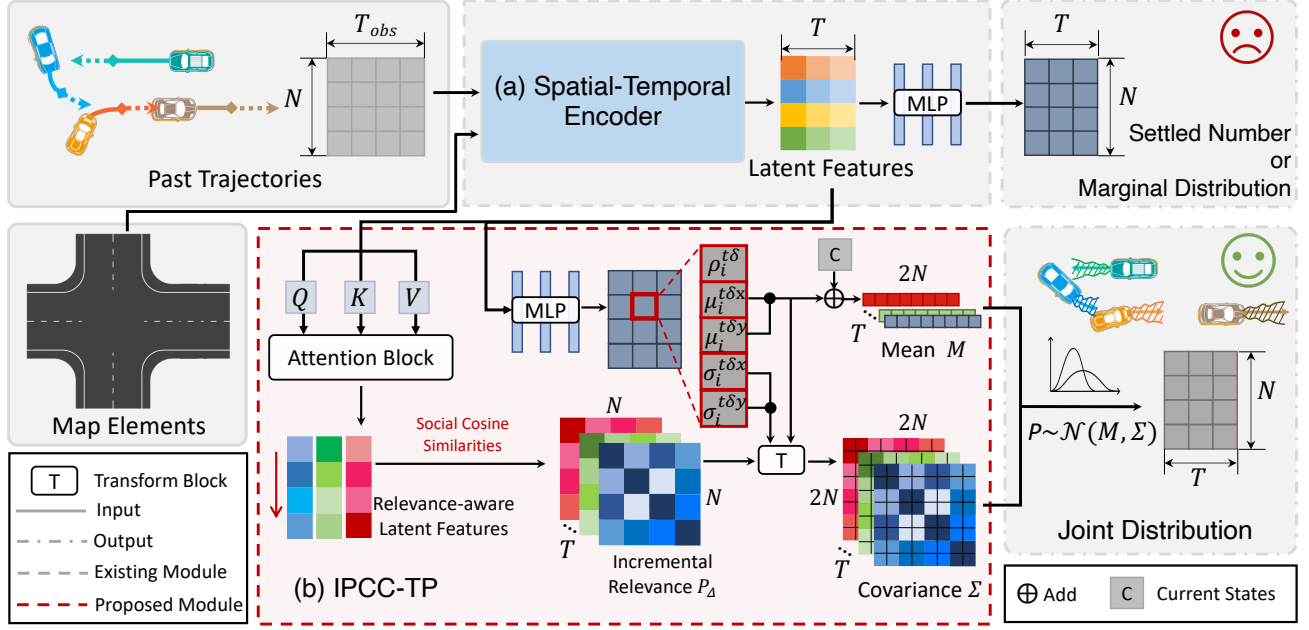 T_obs
N
Past Trajectories
(a) Spatial-Temporal
Encoder
T
Latent Features
MLP
T
N
Settled Number
or
Marginal Distribution
Map Elements
Q
K
V
Attention Block
MLP
ρ_i^{tδ}
μ_i^{tδx}
μ_i^{tδy}
σ_i^{tδx}
σ_i^{tδy}
C
2N
T
Mean M
Social Cosine
Similarities
Relevance-aware
Latent Features
N
N
T
Incremental
Relevance P_Δ
T
2N
2N
T
Covariance Σ
(b) IPCC-TP
P~𝒩(M, Σ)
N
T
Joint Distribution
T Transform Block
Input
Output
Existing Module
Proposed Module
⊕ Add
C Current States